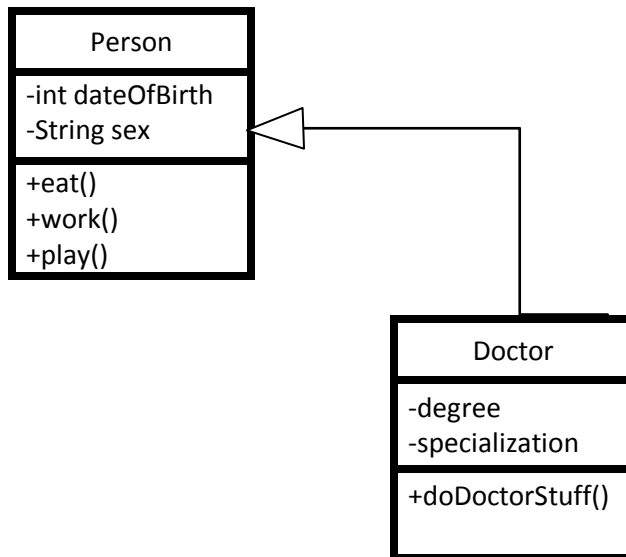 Person
-int dateOfBirth
-String sex
+eat()
+work()
+play()
Doctor
-degree
-specialization
+doDoctorStuff()